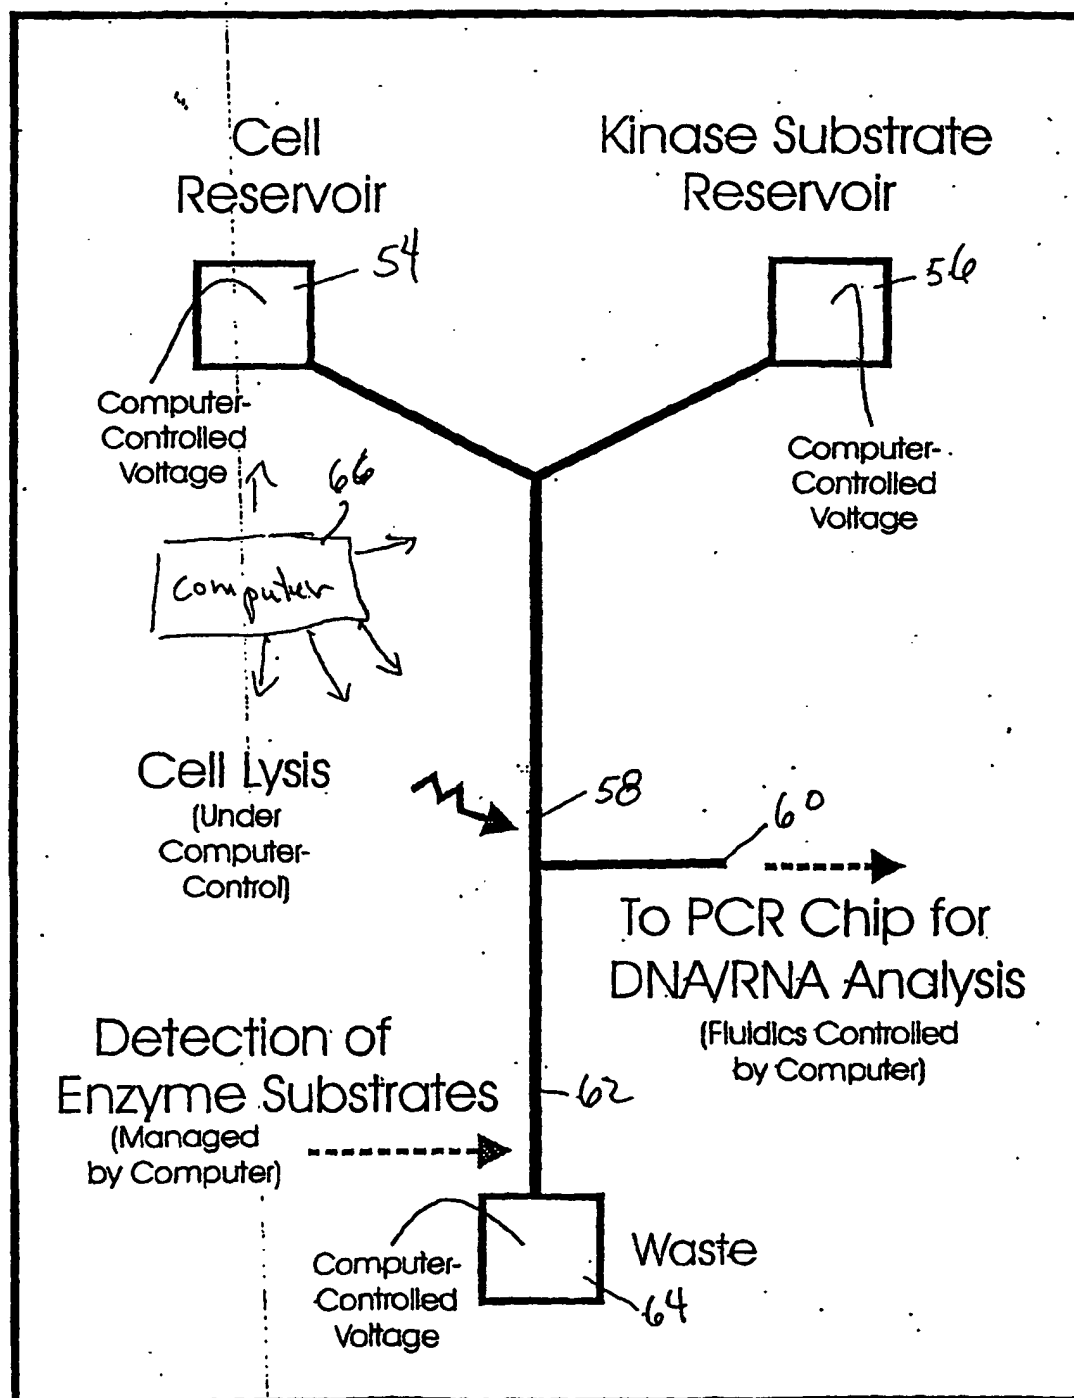 Cell
Reservoir
Kinase Substrate
Reservoir
54
56
Computer-
Controlled
Voltage
Computer-
Controlled
Voltage
66
Computer
Cell Lysis
(Under
Computer-
Control)
58
60
To PCR Chip for
DNA/RNA Analysis
(Fluidics Controlled
by Computer)
Detection of
Enzyme Substrates
(Managed
by Computer)
62
Computer-
Controlled
Voltage
Waste
64